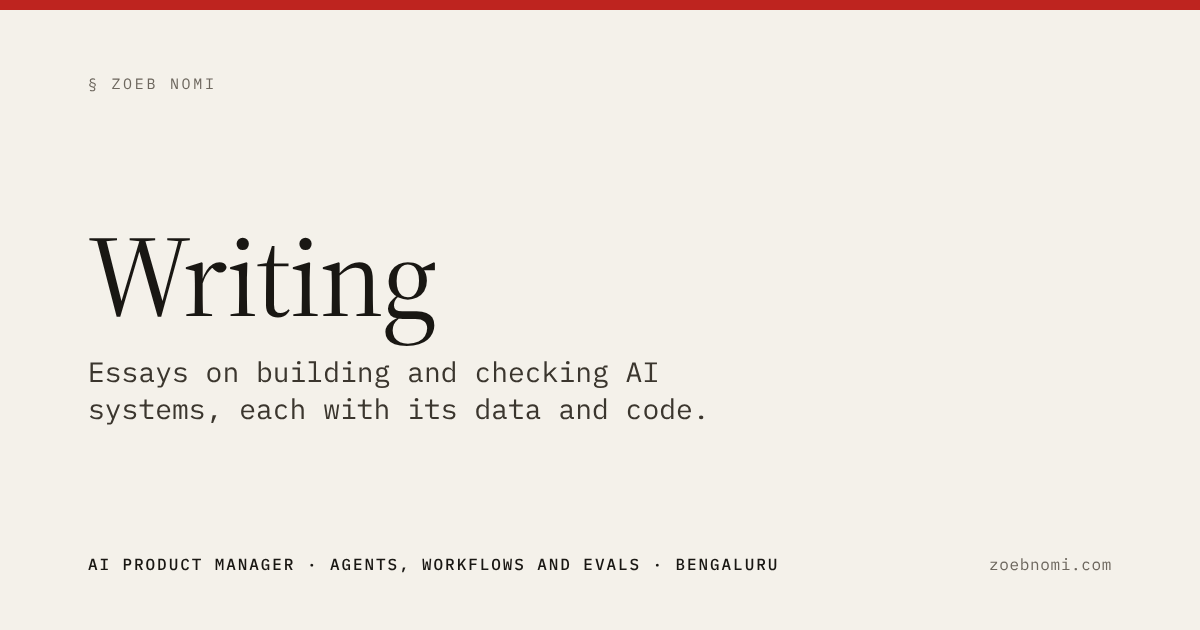 § ZOEB NOMI
Writing
Essays on building and checking AI
systems, each with its data and code.
AI PRODUCT MANAGER · AGENTS, WORKFLOWS AND EVALS · BENGALURU
zoebnomi.com